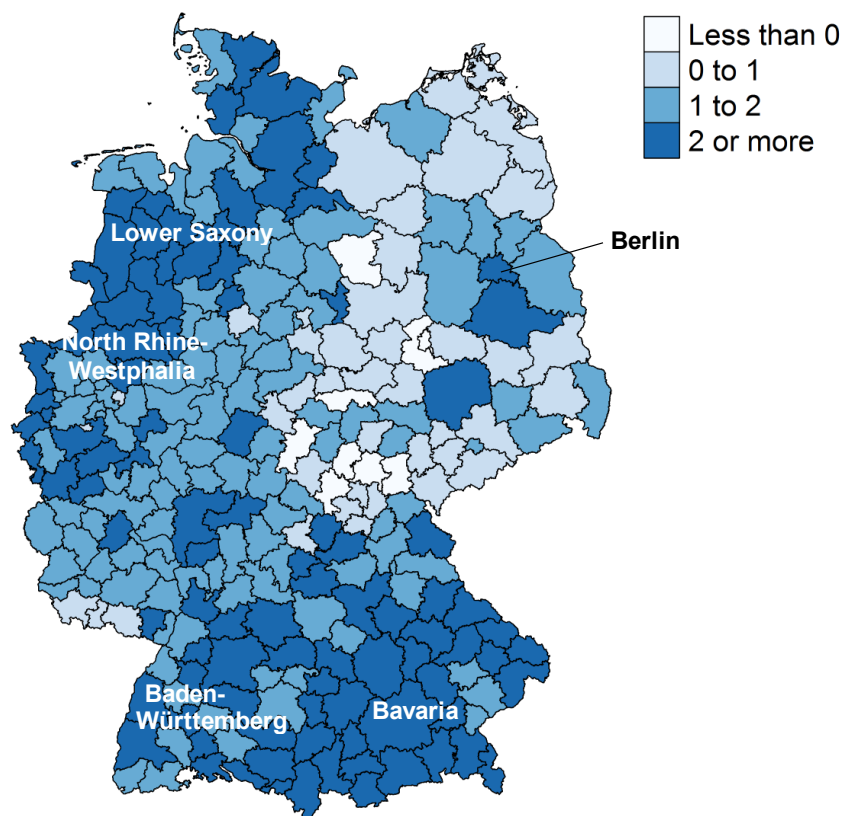 Less than 0
0 to 1
1 to 2
2 or more
Lower Saxony
Berlin
North Rhine-
Westphalia
Baden-
Württemberg
Bavaria